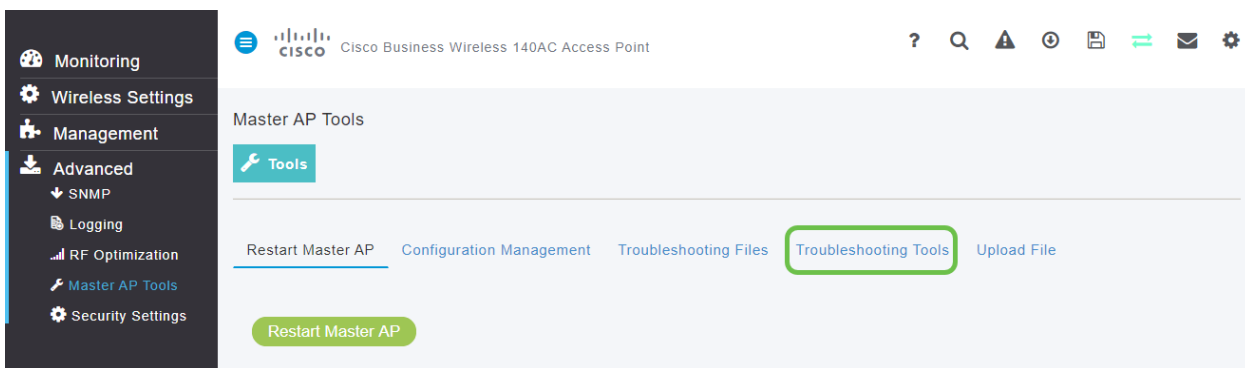 Monitoring
Wireless Settings
Management
Advanced
SNMP
Logging
RF Optimization
Master AP Tools
Security Settings
CISCO Cisco Business Wireless 140AC Access Point
?
Master AP Tools
Tools
Restart Master AP Configuration Management Troubleshooting Files Troubleshooting Tools Upload File
Restart Master AP